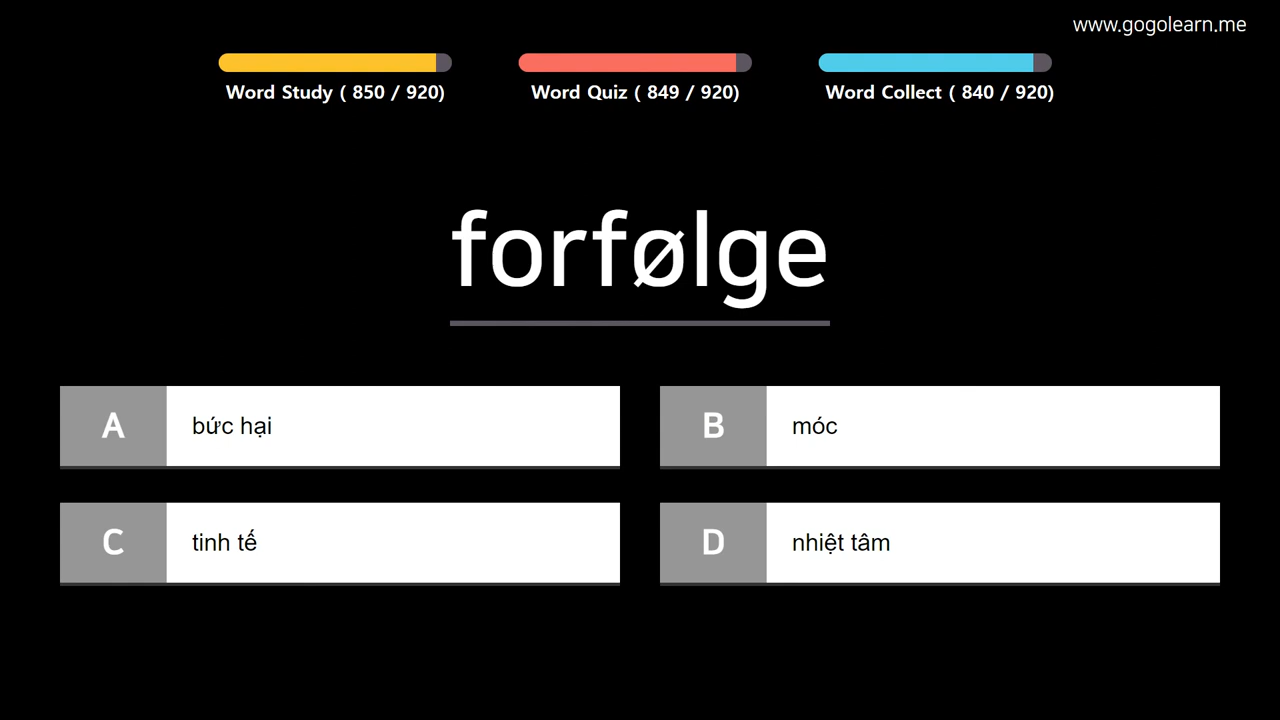 www.gogolearn.me
Word Study ( 850 / 920)
Word Quiz ( 849 / 920)
Word Collect ( 840 / 920)
forfølge
A bức hại
B móc
C tinh tế
D nhiệt tâm